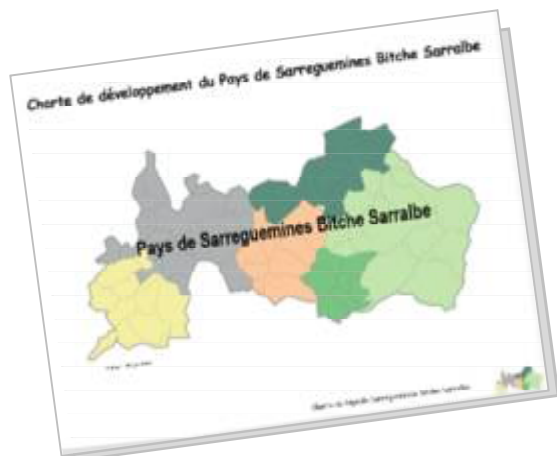 Charte de développement du Pays de Sarreguemines Bitche Sarralbe
Pays de Sarreguemines Bitche Sarralbe